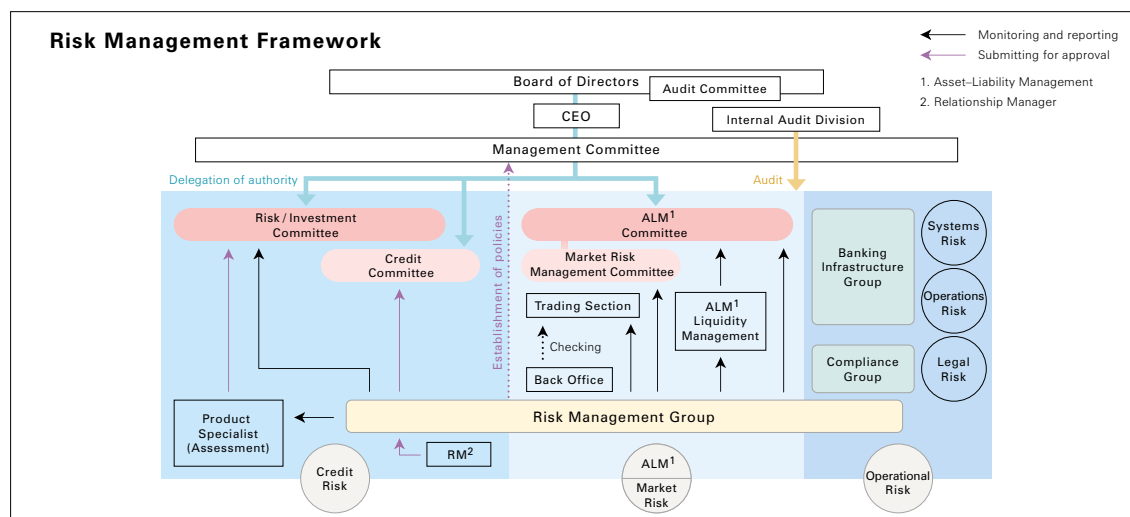 Risk Management Framework
Monitoring and reporting
Submitting for approval
1. Asset–Liability Management
2. Relationship Manager
Board of Directors
Audit Committee
CEO
Internal Audit Division
Management Committee
Delegation of authority
Audit
Establishment of policies
Risk / Investment
Committee
Credit
Committee
ALM1
Committee
Market Risk
Management Committee
Trading Section
Checking
Back Office
ALM1
Liquidity
Management
Banking
Infrastructure
Group
Compliance
Group
Systems
Risk
Operations
Risk
Legal
Risk
Risk Management Group
Product
Specialist
(Assessment)
RM2
Credit
Risk
ALM1
Market
Risk
Operational
Risk